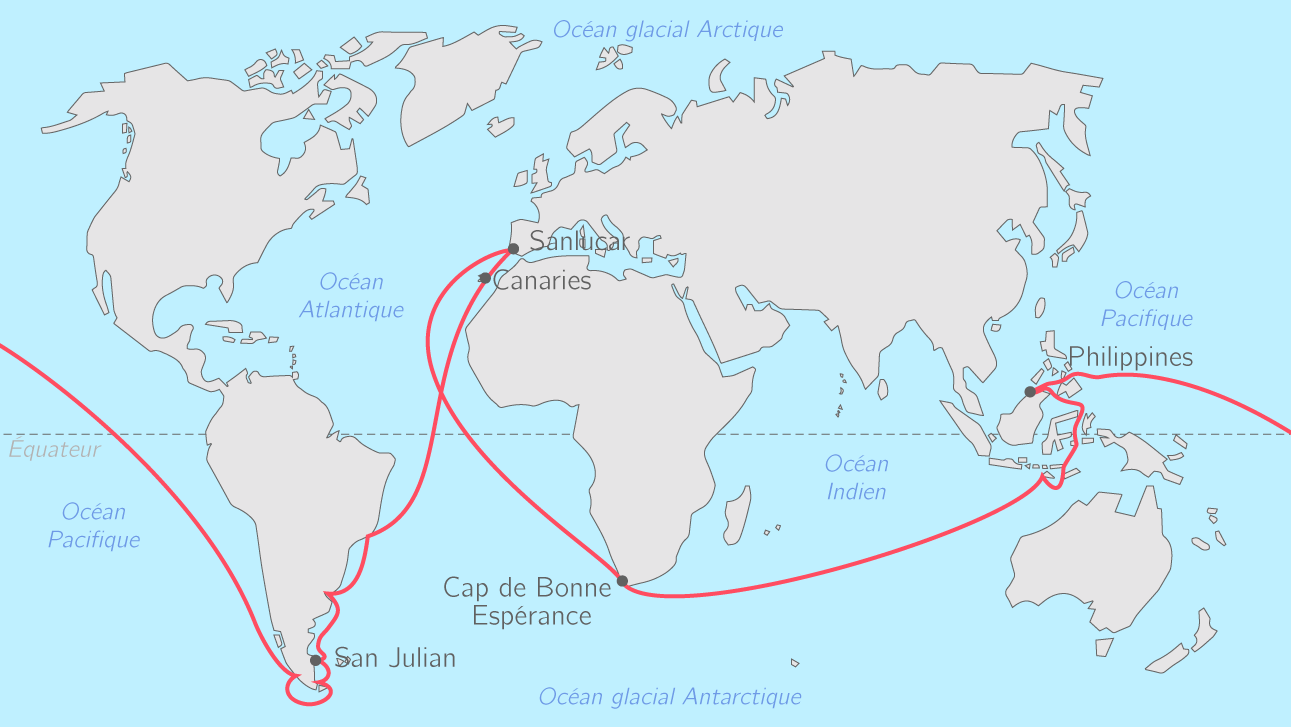 Océan glacial Arctique
Sanlúcar
Canaries
Océan
Atlantique
Océan
Pacifique
Philippines
Équateur
Océan
Indien
Océan
Pacifique
Cap de Bonne
Espérance
San Julian
Océan glacial Antarctique